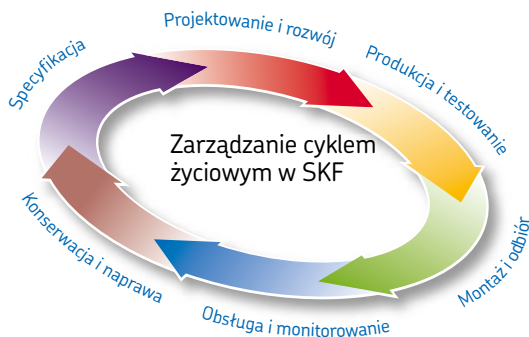 Specyfikacja
Projektowanie i rozwój
Produkcja i testowanie
Montaż i odbiór
Obsługa i monitorowanie
Konserwacja i naprawa
Zarządzanie cyklem
życiowym w SKF